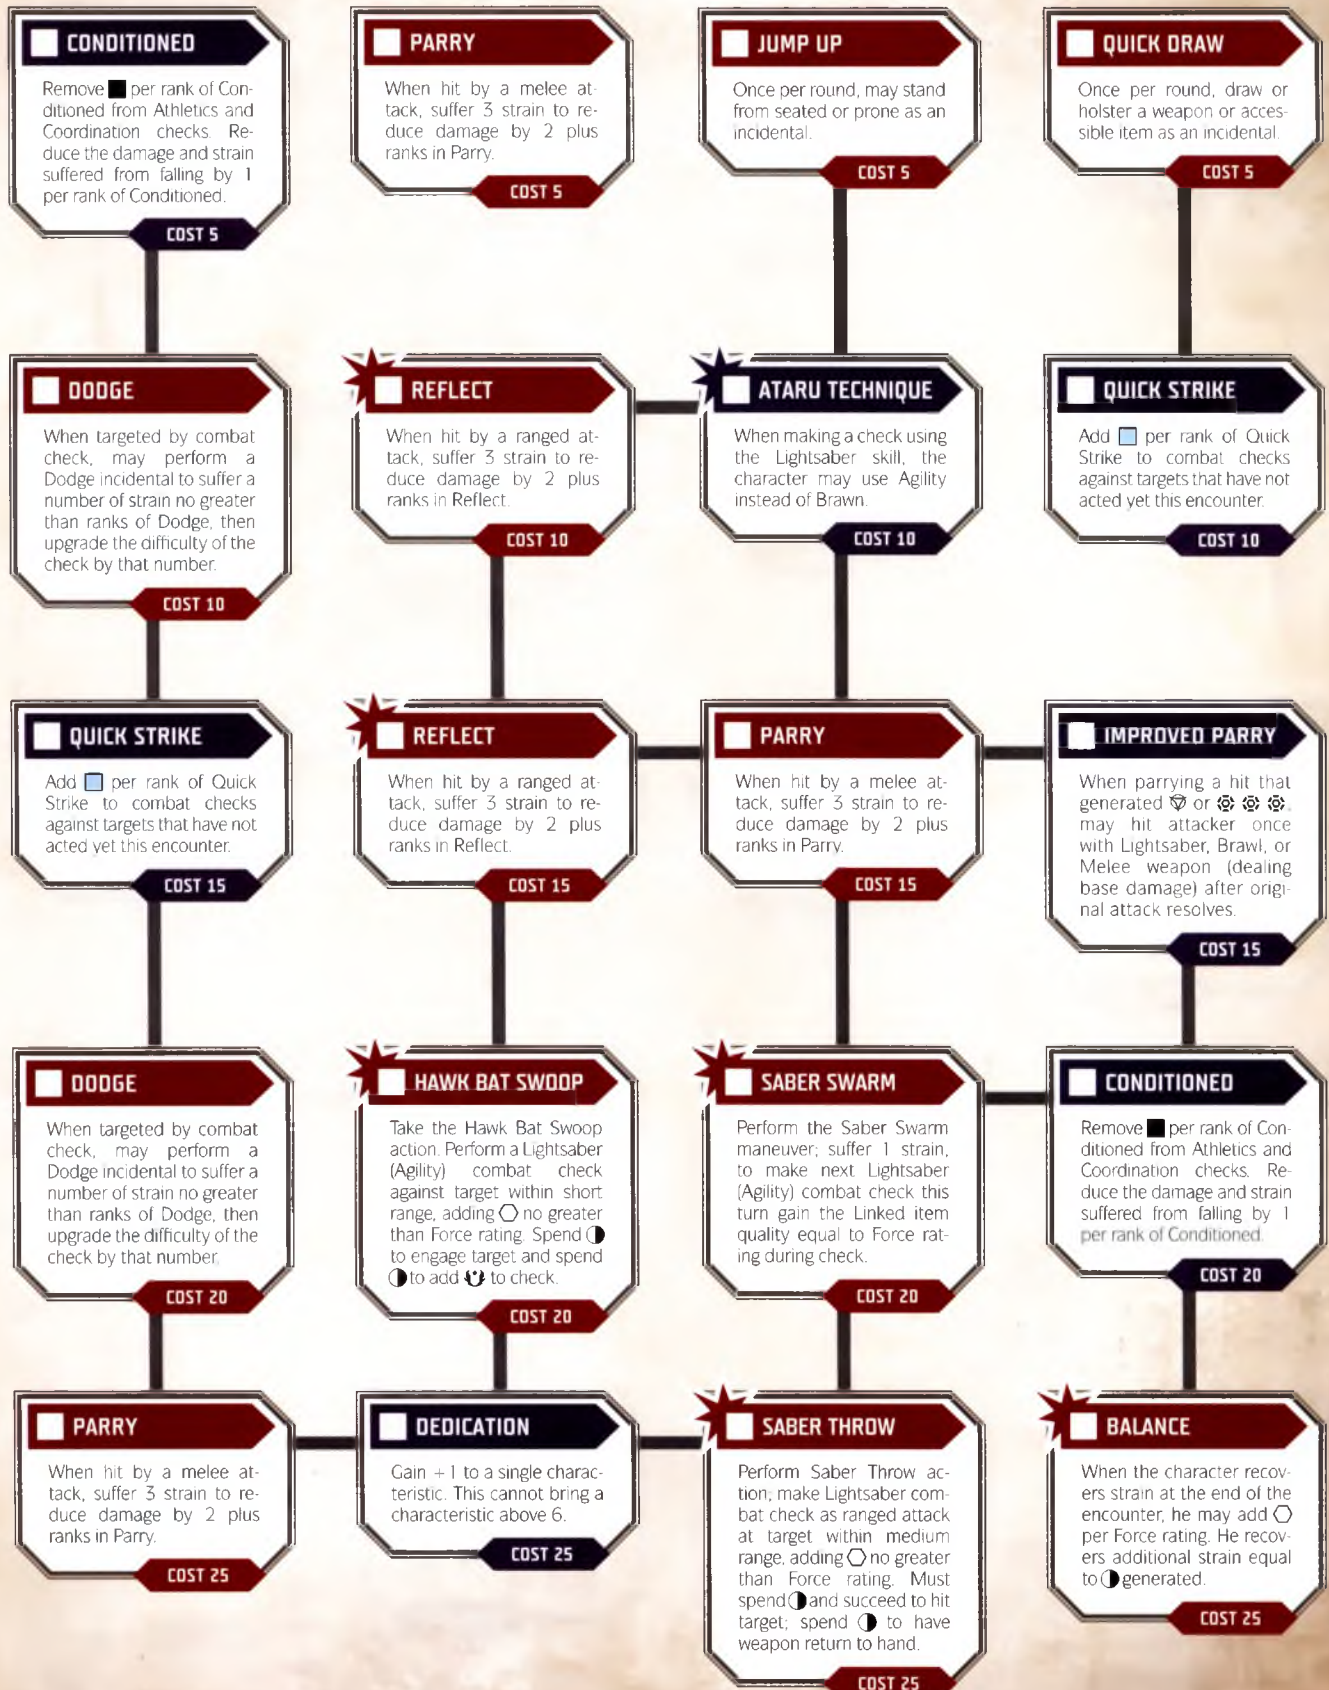 CONDITIONED
Remove per rank of Con-
ditioned from Athletics and
Coordination checks. Re-
duce the damage and strain
suffered from falling by 1
per rank of Conditioned.
COST 5
PARRY
When hit by a melee at-
tack, suffer 3 strain to re-
duce damage by 2 plus
ranks in Parry.
COST 5
JUMP UP
Once per round, may stand
from seated or prone as an
incidental.
COST 5
QUICK DRAW
Once per round, draw or
holster a weapon or acces-
sible item as an incidental.
COST 5
DODGE
When targeted by combat
check, may perform a
Dodge incidental to suffer a
number of strain no greater
than ranks of Dodge, then
upgrade the difficulty of the
check by that number.
COST 10
REFLECT
When hit by a ranged at-
tack, suffer 3 strain to re-
duce damage by 2 plus
ranks in Reflect.
COST 10
ATARU TECHNIQUE
When making a check using
the Lightsaber skill, the
character may use Agility
instead of Brawn.
COST 10
QUICK STRIKE
Add per rank of Quick
Strike to combat checks
against targets that have not
acted yet this encounter.
COST 10
QUICK STRIKE
Add per rank of Quick
Strike to combat checks
against targets that have not
acted yet this encounter.
COST 15
REFLECT
When hit by a ranged at-
tack, suffer 3 strain to re-
duce damage by 2 plus
ranks in Reflect.
COST 15
PARRY
When hit by a melee at-
tack, suffer 3 strain to re-
duce damage by 2 plus
ranks in Parry.
COST 15
IMPROVED PARRY
When parrying a hit that
generated or ,
may hit attacker once
with Lightsaber, Brawl, or
Melee weapon (dealing
base damage) after origi-
nal attack resolves.
COST 15
DODGE
When targeted by combat
check, may perform a
Dodge incidental to suffer a
number of strain no greater
than ranks of Dodge, then
upgrade the difficulty of the
check by that number.
COST 20
HAWK BAT SWOOP
Take the Hawk Bat Swoop
action. Perform a Lightsaber
(Agility) combat check
against target within short
range, adding no greater
than Force rating. Spend
to engage target and spend
to add to check.
COST 20
SABER SWARM
Perform the Saber Swarm
maneuver; suffer 1 strain,
to make next Lightsaber
(Agility) combat check this
turn gain the Linked item
quality equal to Force rat-
ing during check.
COST 20
CONDITIONED
Remove per rank of Con-
ditioned from Athletics and
Coordination checks. Re-
duce the damage and strain
suffered from falling by 1
per rank of Conditioned.
COST 20
PARRY
When hit by a melee at-
tack, suffer 3 strain to re-
duce damage by 2 plus
ranks in Parry.
COST 25
DEDICATION
Gain +1 to a single charac-
teristic. This cannot bring a
characteristic above 6.
COST 25
SABER THROW
Perform Saber Throw ac-
tion; make Lightsaber com-
bat check as ranged attack
at target within medium
range, adding no greater
than Force rating. Must
spend and succeed to hit
target; spend to have
weapon return to hand.
COST 25
BALANCE
When the character recov-
ers strain at the end of the
encounter, he may add
per Force rating. He recov-
ers additional strain equal
to generated.
COST 25